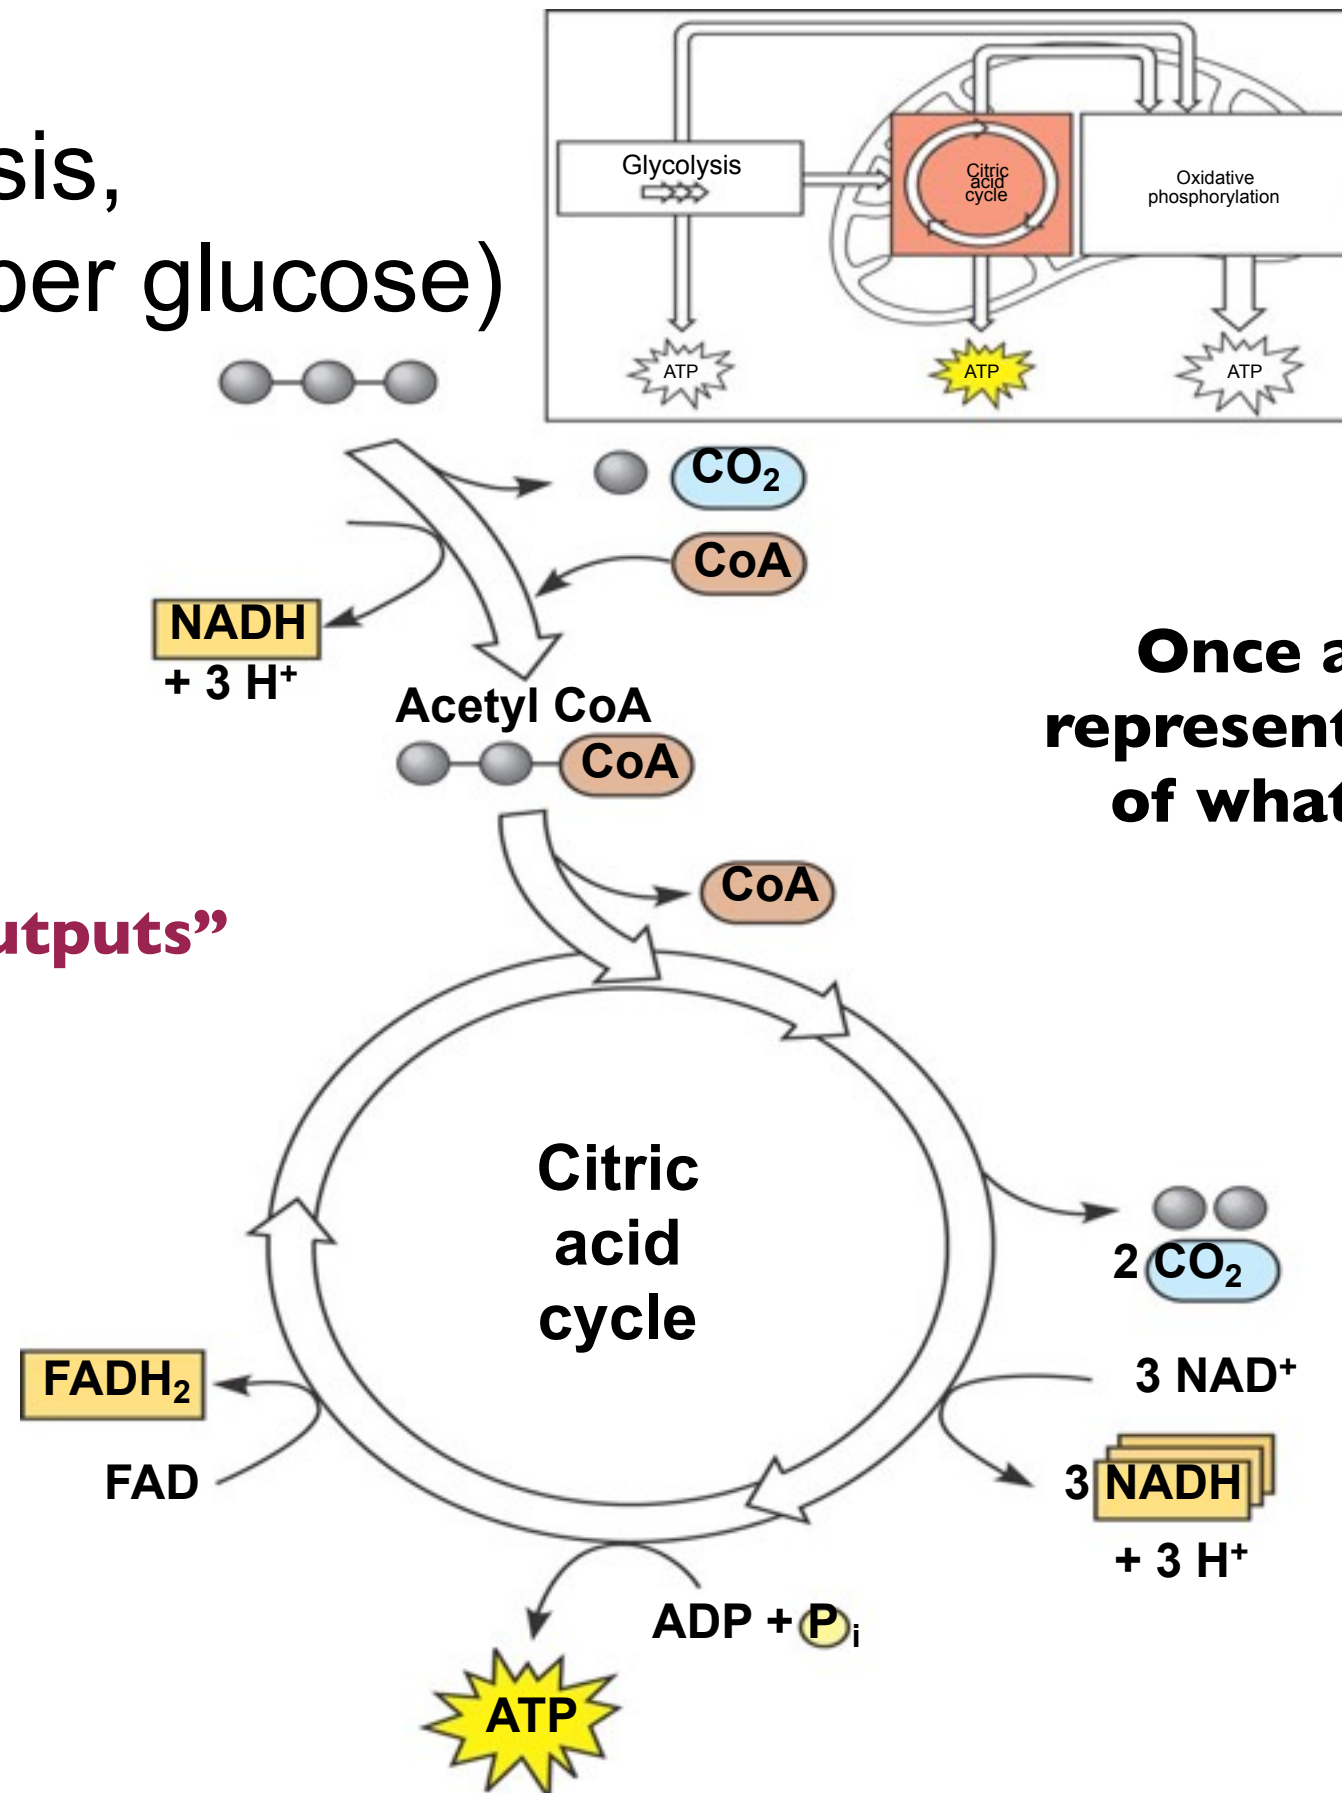 sis,
per glucose)
Glycolysis
Citric
acid
cycle
Oxidative
phosphorylation
ATP
ATP
ATP
CO₂
CoA
NADH
+ 3 H⁺
Acetyl CoA
CoA
Once a
represent
of what
CoA
utputs”
Citric
acid
cycle
2 CO₂
FADH₂
3 NAD⁺
FAD
3 NADH
+ 3 H⁺
ADP + Pᵢ
ATP